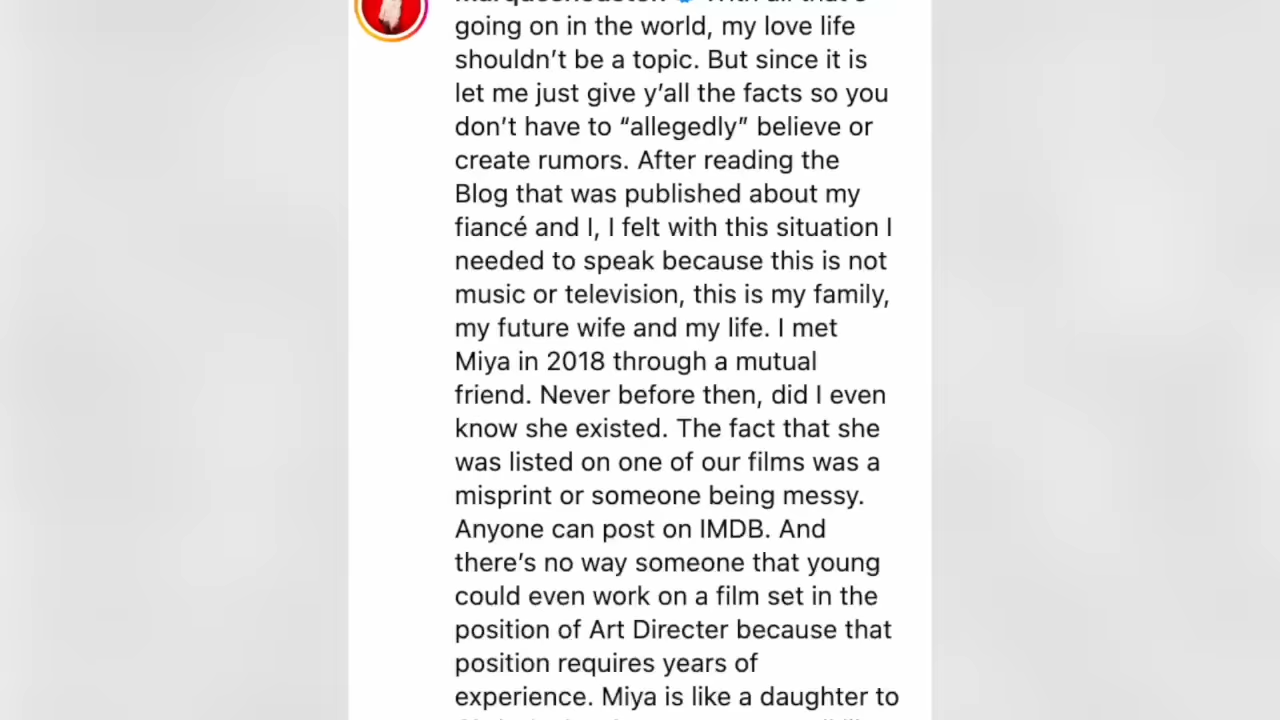 going on in the world, my love life
shouldn’t be a topic. But since it is
let me just give y’all the facts so you
don’t have to “allegedly” believe or
create rumors. After reading the
Blog that was published about my
fiancé and I, I felt with this situation I
needed to speak because this is not
music or television, this is my family,
my future wife and my life. I met
Miya in 2018 through a mutual
friend. Never before then, did I even
know she existed. The fact that she
was listed on one of our films was a
misprint or someone being messy.
Anyone can post on IMDB. And
there’s no way someone that young
could even work on a film set in the
position of Art Directer because that
position requires years of
experience. Miya is like a daughter to